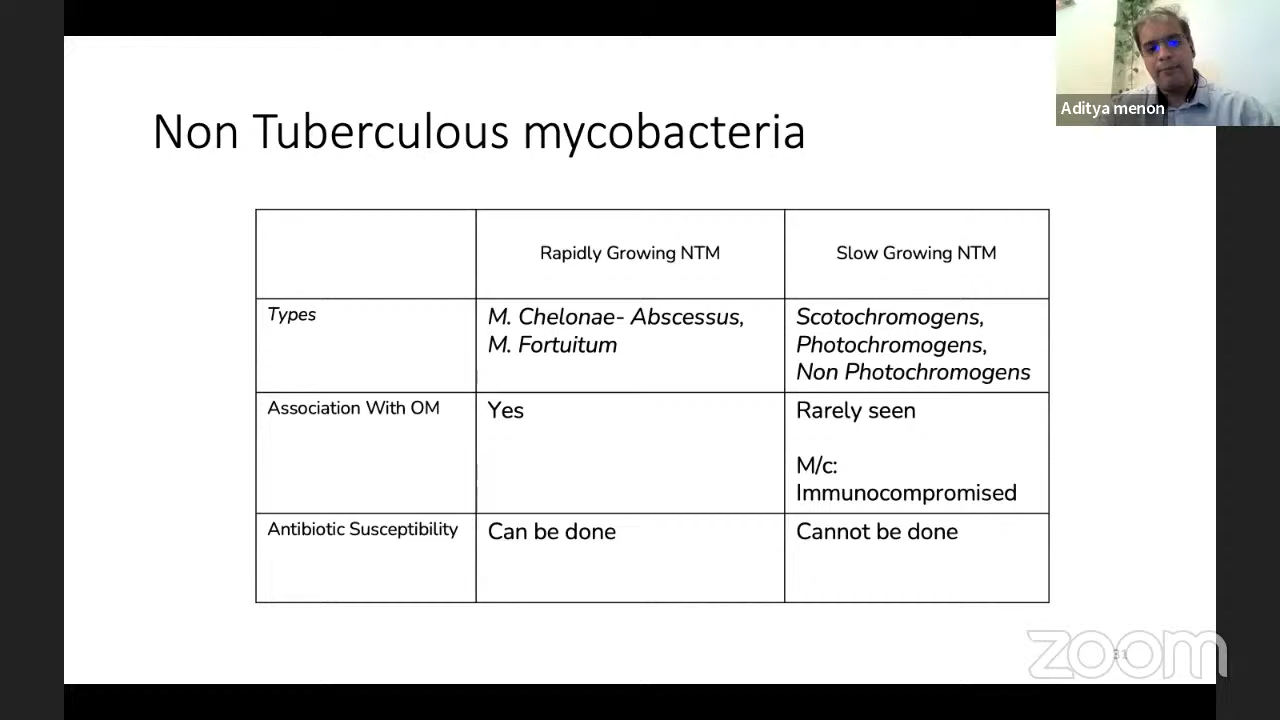 Aditya menon
Non Tuberculous mycobacteria
Rapidly Growing NTM
Slow Growing NTM
Types
M. Chelonae- Abscessus,
M. Fortuitum
Scotochromogens,
Photochromogens,
Non Photochromogens
Association With OM
Yes
Rarely seen
M/c:
Immunocompromised
Antibiotic Susceptibility
Can be done
Cannot be done
zoom
31